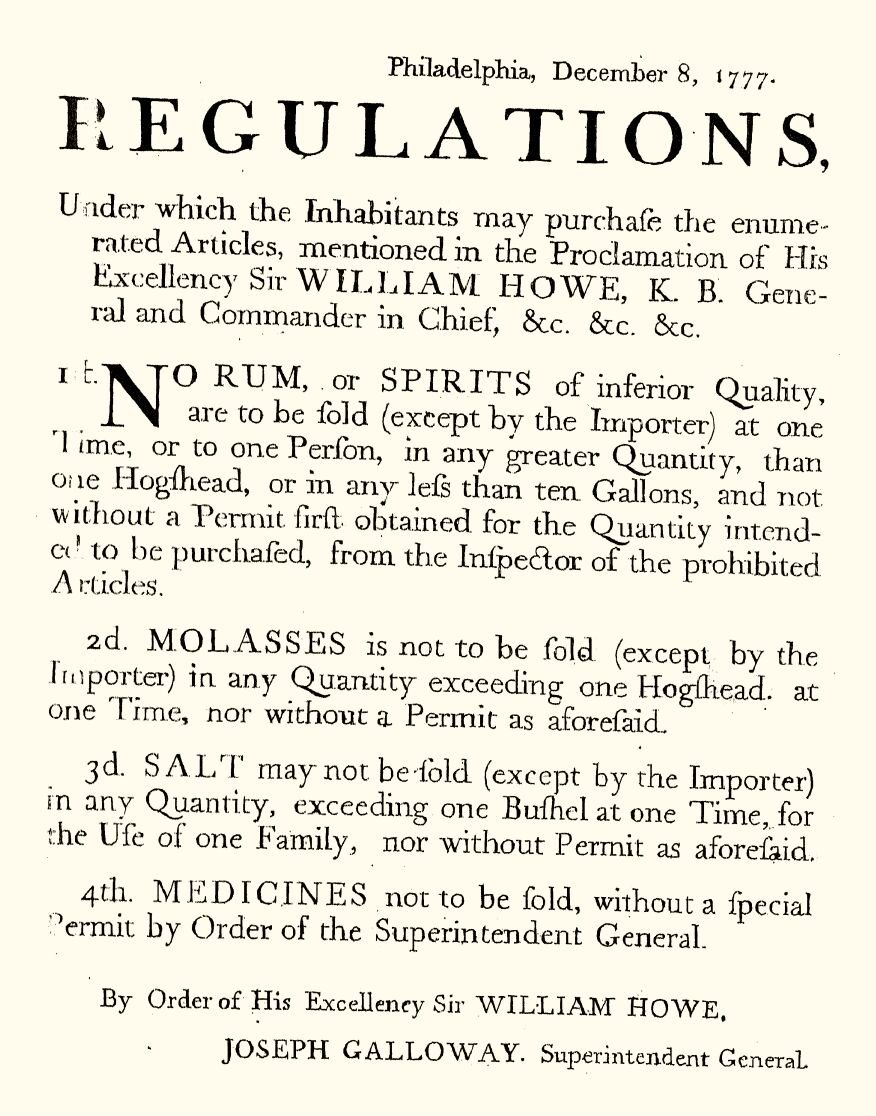 Philadelphia, December 8, 1777.
REGULATIONS,
Under which the Inhabitants may purchaſe the enume-
rated Articles, mentioned in the Proclamation of His
Excellency Sir WILLIAM HOWE, K. B. Gene-
ral and Commander in Chief, &c. &c. &c.
1ſt. NO RUM, or SPIRITS of inferior Quality,
are to be ſold (except by the Importer) at one
Time, or to one Perſon, in any greater Quantity, than
one Hogſhead, or in any leſs than ten Gallons, and not
without a Permit firſt obtained for the Quantity intend-
ed to be purchaſed, from the Inſpector of the prohibited
Articles.
2d. MOLASSES is not to be ſold (except by the
Importer) in any Quantity exceeding one Hogſhead. at
one Time, nor without a Permit as aforeſaid.
3d. SALT may not be ſold (except by the Importer)
in any Quantity, exceeding one Buſhel at one Time, for
the Uſe of one Family, nor without Permit as aforeſaid.
4th. MEDICINES not to be ſold, without a ſpecial
Permit by Order of the Superintendent General.
By Order of His Excellency Sir WILLIAM HOWE,
JOSEPH GALLOWAY. Superintendent General.